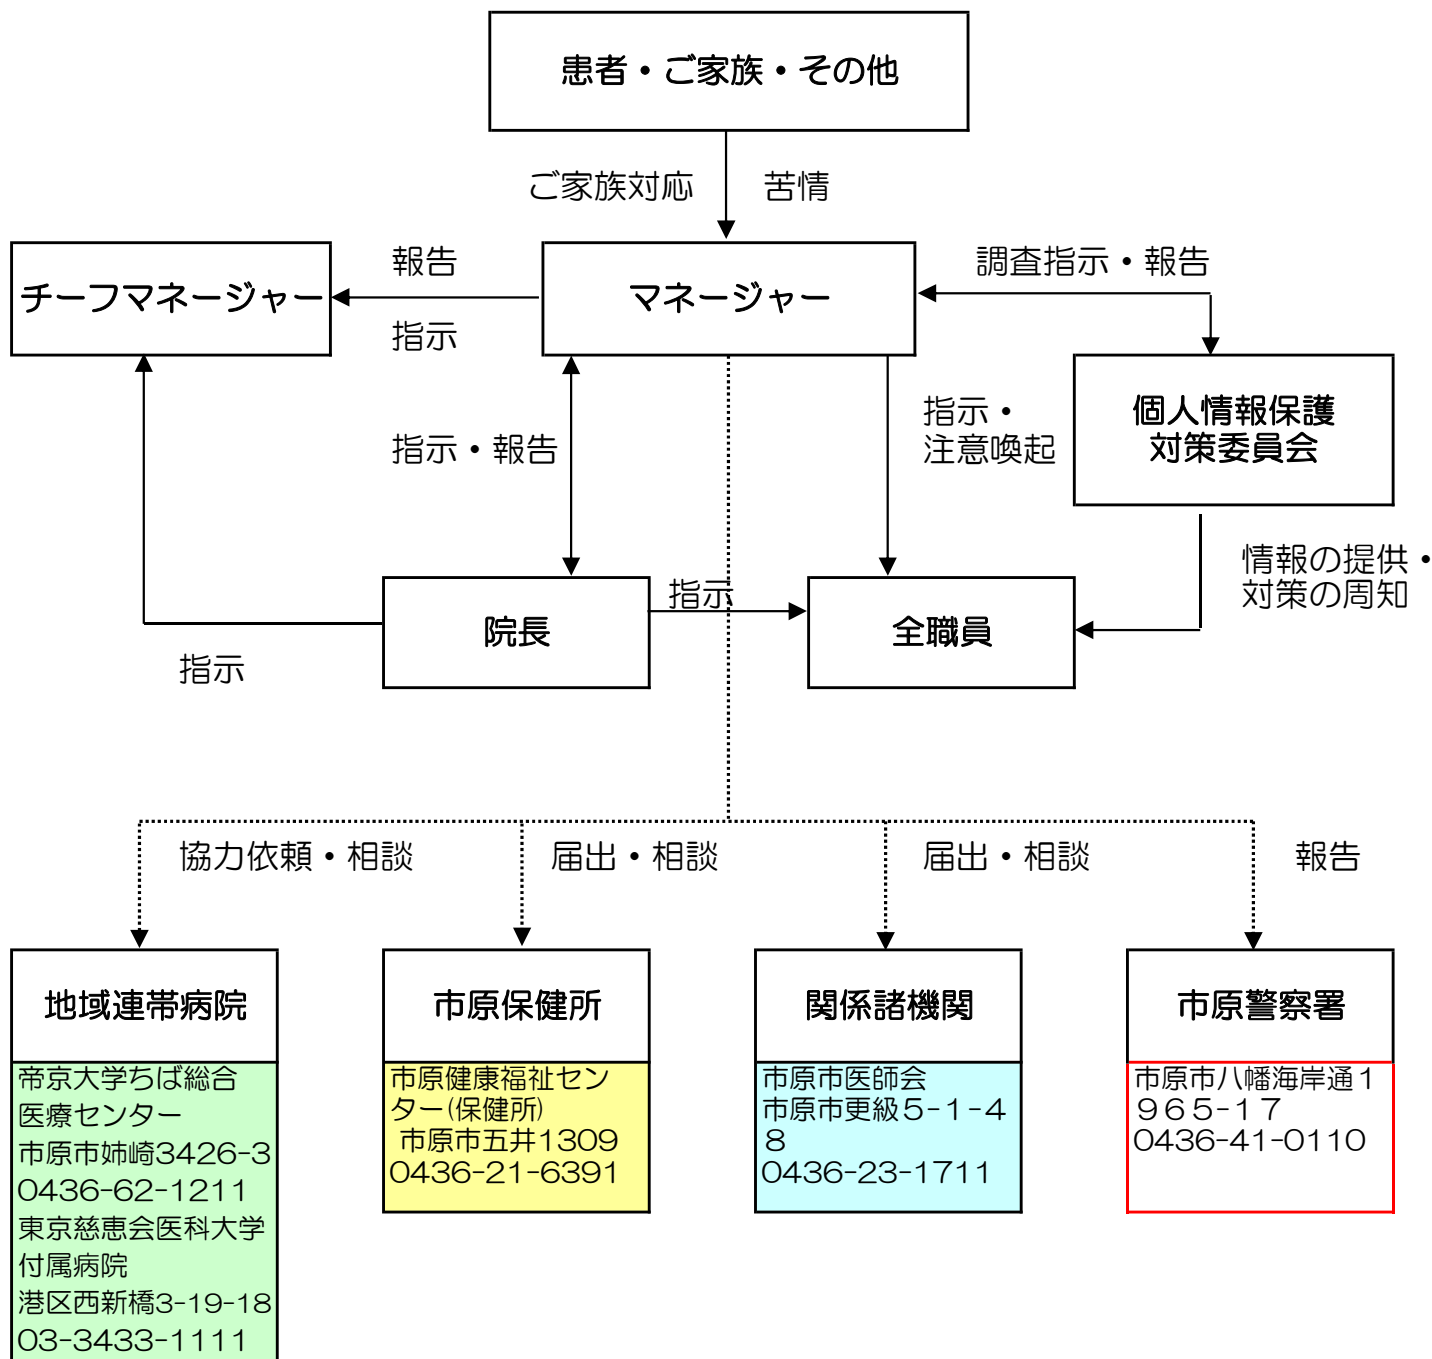 患者・ご家族・その他
ご家族対応
苦情
報告
調査指示・報告
チーフマネージャー
マネージャー
指示
指示・
注意喚起
個人情報保護
対策委員会
指示・報告
情報の提供・
対策の周知
指示
院長
全職員
指示
協力依頼・相談
届出・相談
届出・相談
報告
地域連帯病院
市原保健所
関係諸機関
市原警察署
帝京大学ちば総合
医療センター
市原市姉崎3426-3
0436-62-1211
東京慈恵会医科大学
付属病院
港区西新橋3-19-18
03-3433-1111
市原健康福祉セン
ター(保健所)
市原市五井1309
0436-21-6391
市原市医師会
市原市更級5-1-4
8
0436-23-1711
市原市八幡海岸通1
965-17
0436-41-0110